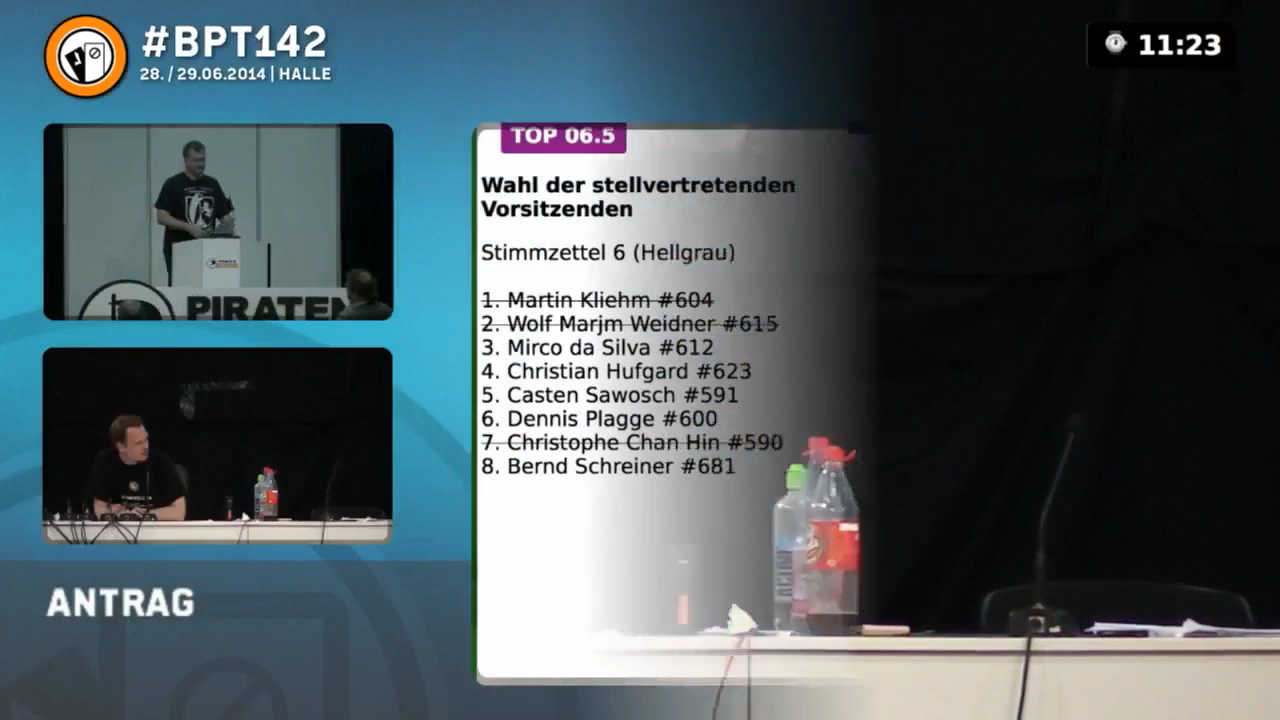 #BPT142
28. / 29.06.2014 | HALLE
11:23
PIRATEN
TOP 06.5
Wahl der stellvertretenden
Vorsitzenden
Stimmzettel 6 (Hellgrau)
1. Martin Kliehm #604
2. Wolf Marjm Weidner #615
3. Mirco da Silva #612
4. Christian Hufgard #623
5. Casten Sawosch #591
6. Dennis Plagge #600
7. Christophe Chan Hin #590
8. Bernd Schreiner #681
ANTRAG